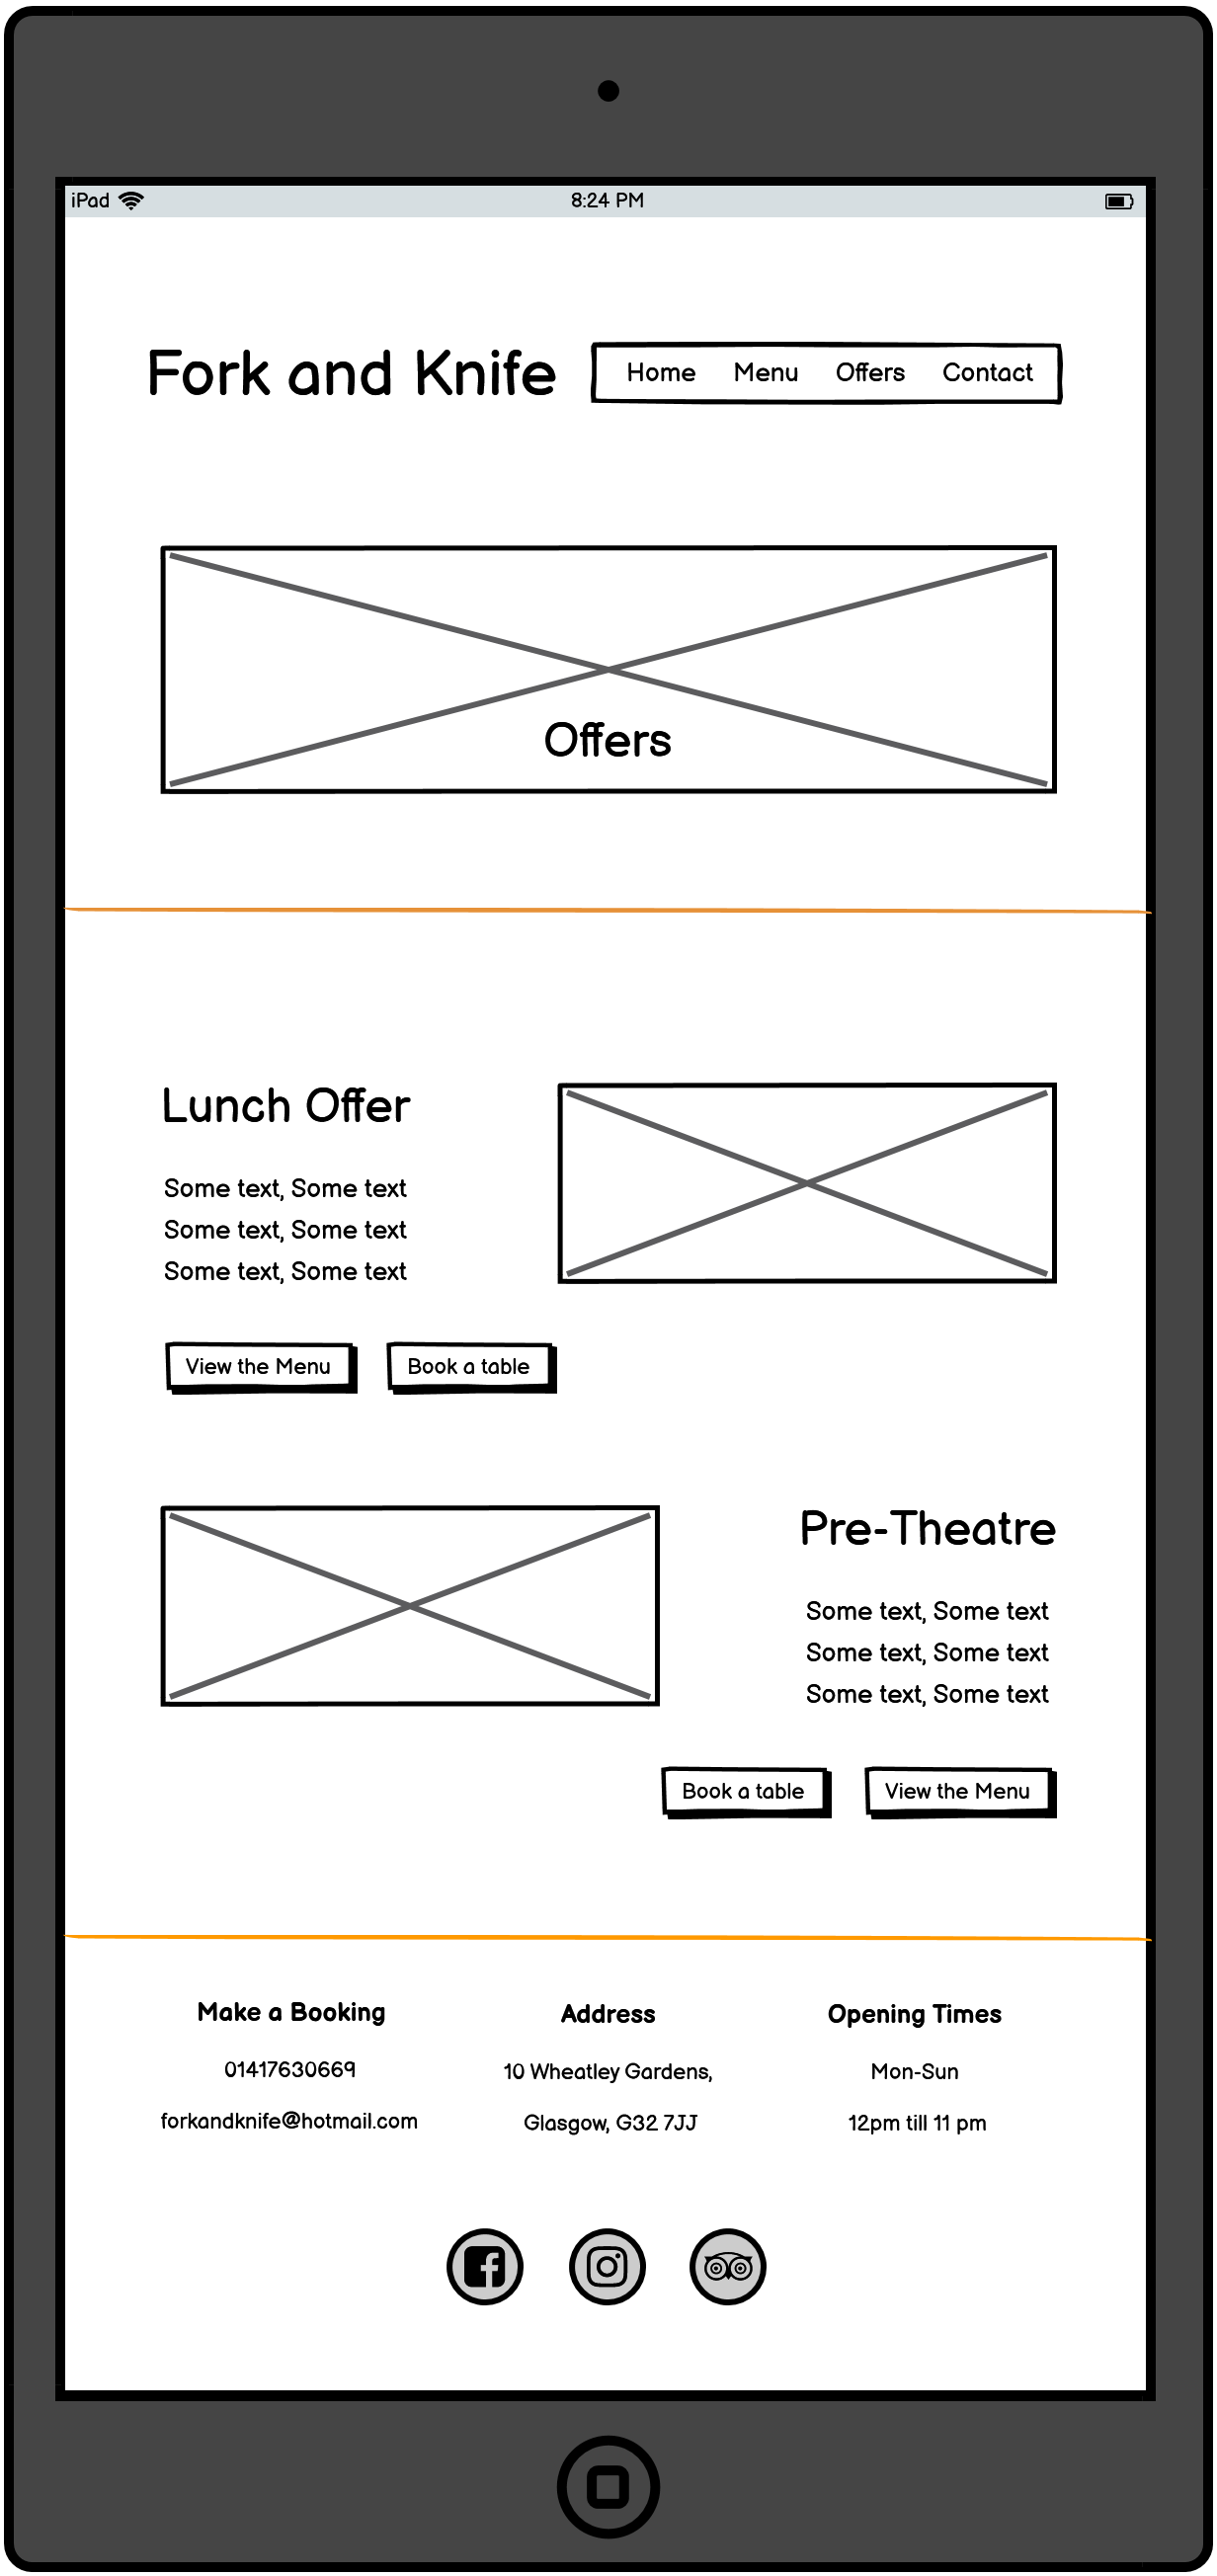 iPad
8:24 PM
Fork and Knife
Home Menu Offers Contact
Offers
Lunch Offer
Some text, Some text
Some text, Some text
Some text, Some text
View the Menu
Book a table
Pre-Theatre
Some text, Some text
Some text, Some text
Some text, Some text
Book a table
View the Menu
Make a Booking
01417630669
forkandknife@hotmail.com
Address
10 Wheatley Gardens,
Glasgow, G32 7JJ
Opening Times
Mon-Sun
12pm till 11 pm